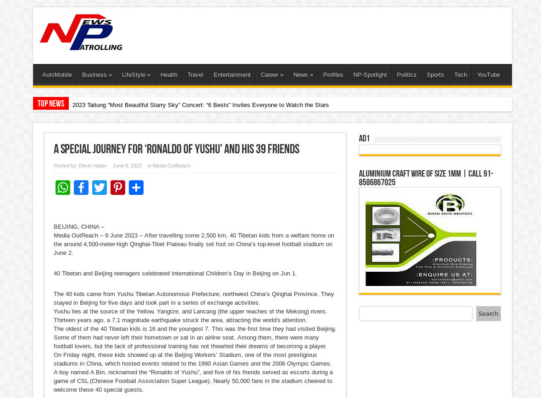 NEWS
PATROLLING
AutoMobile Business » LifeStyle » Health Travel Entertainment Career » News » Profiles NP-Spotlight Politics Sports Tech YouTube
TOP NEWS 2023 Taitung “Most Beautiful Starry Sky” Concert: “6 Bests” Invites Everyone to Watch the Stars
A SPECIAL JOURNEY FOR ‘RONALDO OF YUSHU’ AND HIS 39 FRIENDS
Posted by: Devki Yadav June 9, 2023 in Media OutReach
BEIJING, CHINA –
Media OutReach – 9 June 2023 – After travelling some 2,500 km, 40 Tibetan kids from a welfare home on
the around 4,500-meter-high Qinghai-Tibet Plateau finally set foot on China’s top-level football stadium on
June 2.
40 Tibetan and Beijing teenagers celebrated International Children’s Day in Beijing on Jun 1.
The 40 kids came from Yushu Tibetan Autonomous Prefecture, northwest China’s Qinghai Province. They
stayed in Beijing for five days and took part in a series of exchange activities.
Yushu lies at the source of the Yellow, Yangtze, and Lancang (the upper reaches of the Mekong) rivers.
Thirteen years ago, a 7.1 magnitude earthquake struck the area, attracting the world’s attention.
The oldest of the 40 Tibetan kids is 16 and the youngest 7. This was the first time they had visited Beijing.
Some of them had never left their hometown or sat in an airline seat. Among them, there were many
football lovers, but the lack of professional training has not thwarted their dreams of becoming a player.
On Friday night, these kids showed up at the Beijing Workers’ Stadium, one of the most prestigious
stadiums in China, which hosted events related to the 1990 Asian Games and the 2008 Olympic Games.
A boy named A Bin, nicknamed the “Ronaldo of Yushu”, and five of his friends served as escorts during a
game of CSL (Chinese Football Association Super League). Nearly 50,000 fans in the stadium cheered to
welcome these 40 special guests.
AD1
ALUMINIUM CRAFT WIRE OF SIZE 1MM | CALL 91-
8586867025
PRODUCTS:
ENQUIRE US AT:
Search